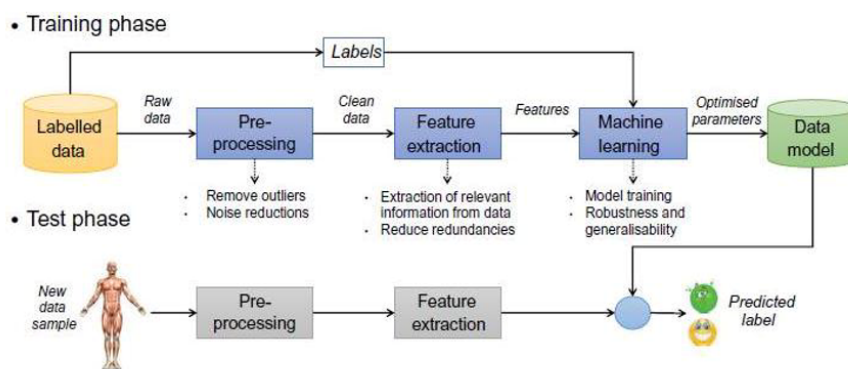 • Training phase
Labels
Raw
data
Clean
data
Features
Optimised
parameters
Labelled
data
Pre-
processing
Feature
extraction
Machine
learning
Data
model
· Remove outliers
· Noise reductions
· Extraction of relevant
information from data
· Reduce redundancies
· Model training
· Robustness and
generalisability
• Test phase
New
data
sample
Pre-
processing
Feature
extraction
Predicted
label